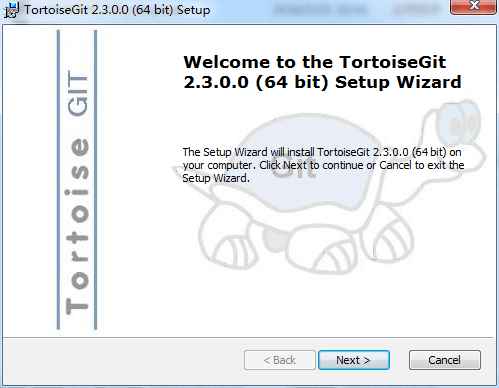 TortoiseGit 2.3.0.0 (64 bit) Setup
Tortoise GIT
Welcome to the TortoiseGit
2.3.0.0 (64 bit) Setup Wizard
Git
The Setup Wizard will install TortoiseGit 2.3.0.0 (64 bit) on
your computer. Click Next to continue or Cancel to exit the
Setup Wizard.
< Back
Next >
Cancel